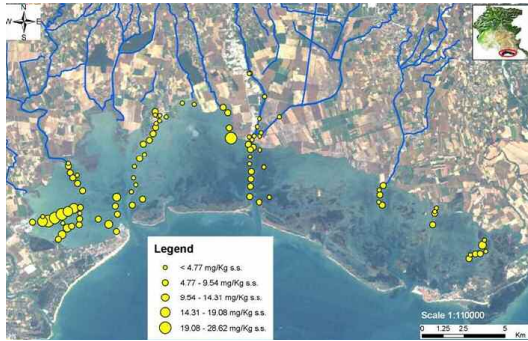 N
W E
S
Legend
< 4.77 mg/Kg s.s.
4.77 - 9.54 mg/Kg s.s.
9.54 - 14.31 mg/Kg s.s.
14.31 - 19.08 mg/Kg s.s.
19.08 - 28.62 mg/Kg s.s.
Scale 1:110000
0 1.25 2.5 5
Km